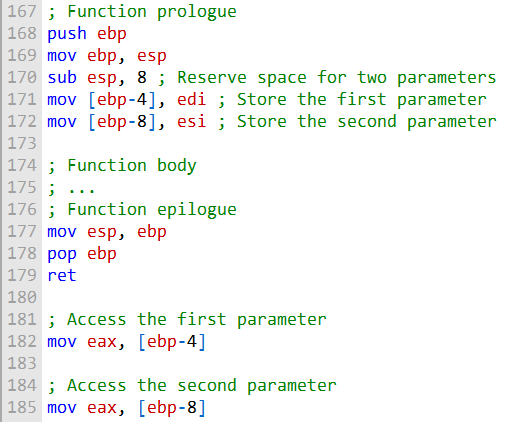 167 ; Function prologue
168 push ebp
169 mov ebp, esp
170 sub esp, 8 ; Reserve space for two parameters
171 mov [ebp-4], edi ; Store the first parameter
172 mov [ebp-8], esi ; Store the second parameter
173
174 ; Function body
175 ; ...
176 ; Function epilogue
177 mov esp, ebp
178 pop ebp
179 ret
180
181 ; Access the first parameter
182 mov eax, [ebp-4]
183
184 ; Access the second parameter
185 mov eax, [ebp-8]